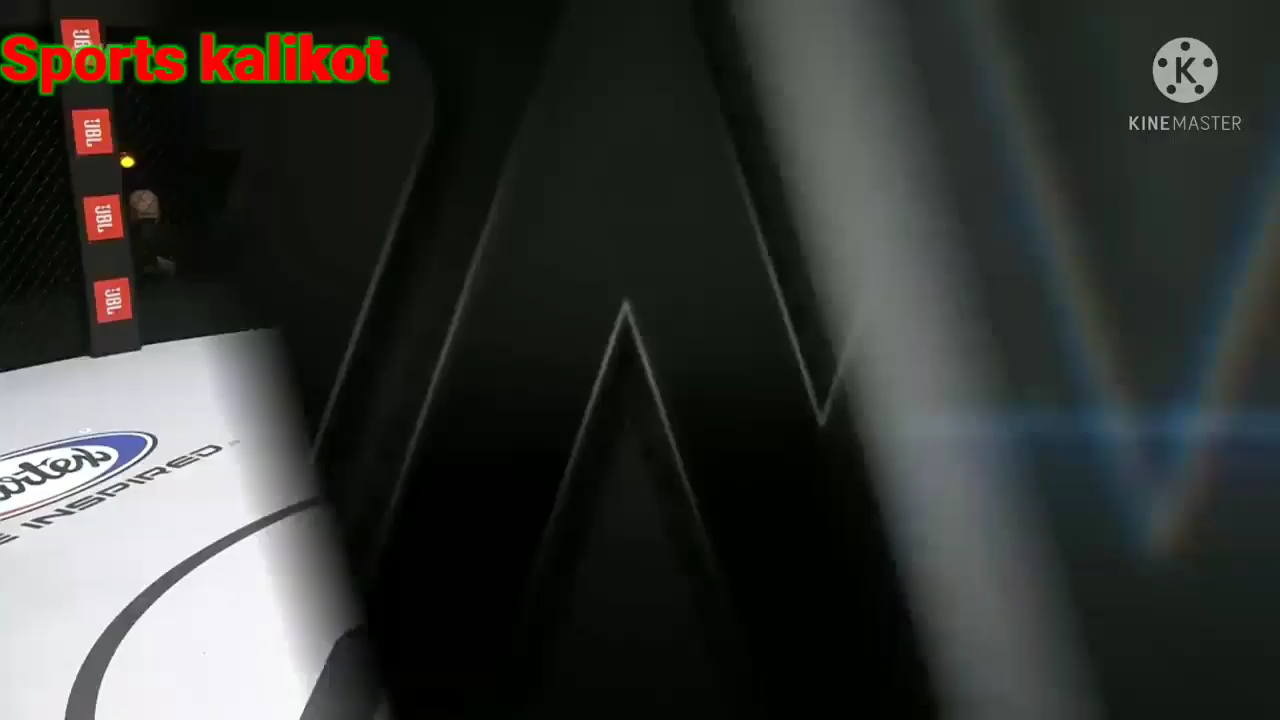 Sports kalikot
K
KINEMASTER
JBL
JBL
JBL
JBL
INSPIRED